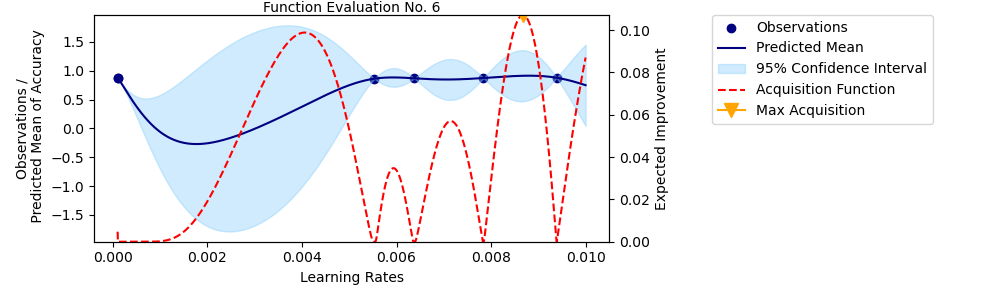 Function Evaluation No. 6
Observations /
Predicted Mean of Accuracy
1.5
1.0
0.5
0.0
−0.5
−1.0
−1.5
0.000
0.002
0.004
0.006
0.008
0.010
Learning Rates
0.10
0.08
0.06
0.04
0.02
0.00
Expected Improvement
Observations
Predicted Mean
95% Confidence Interval
Acquisition Function
Max Acquisition